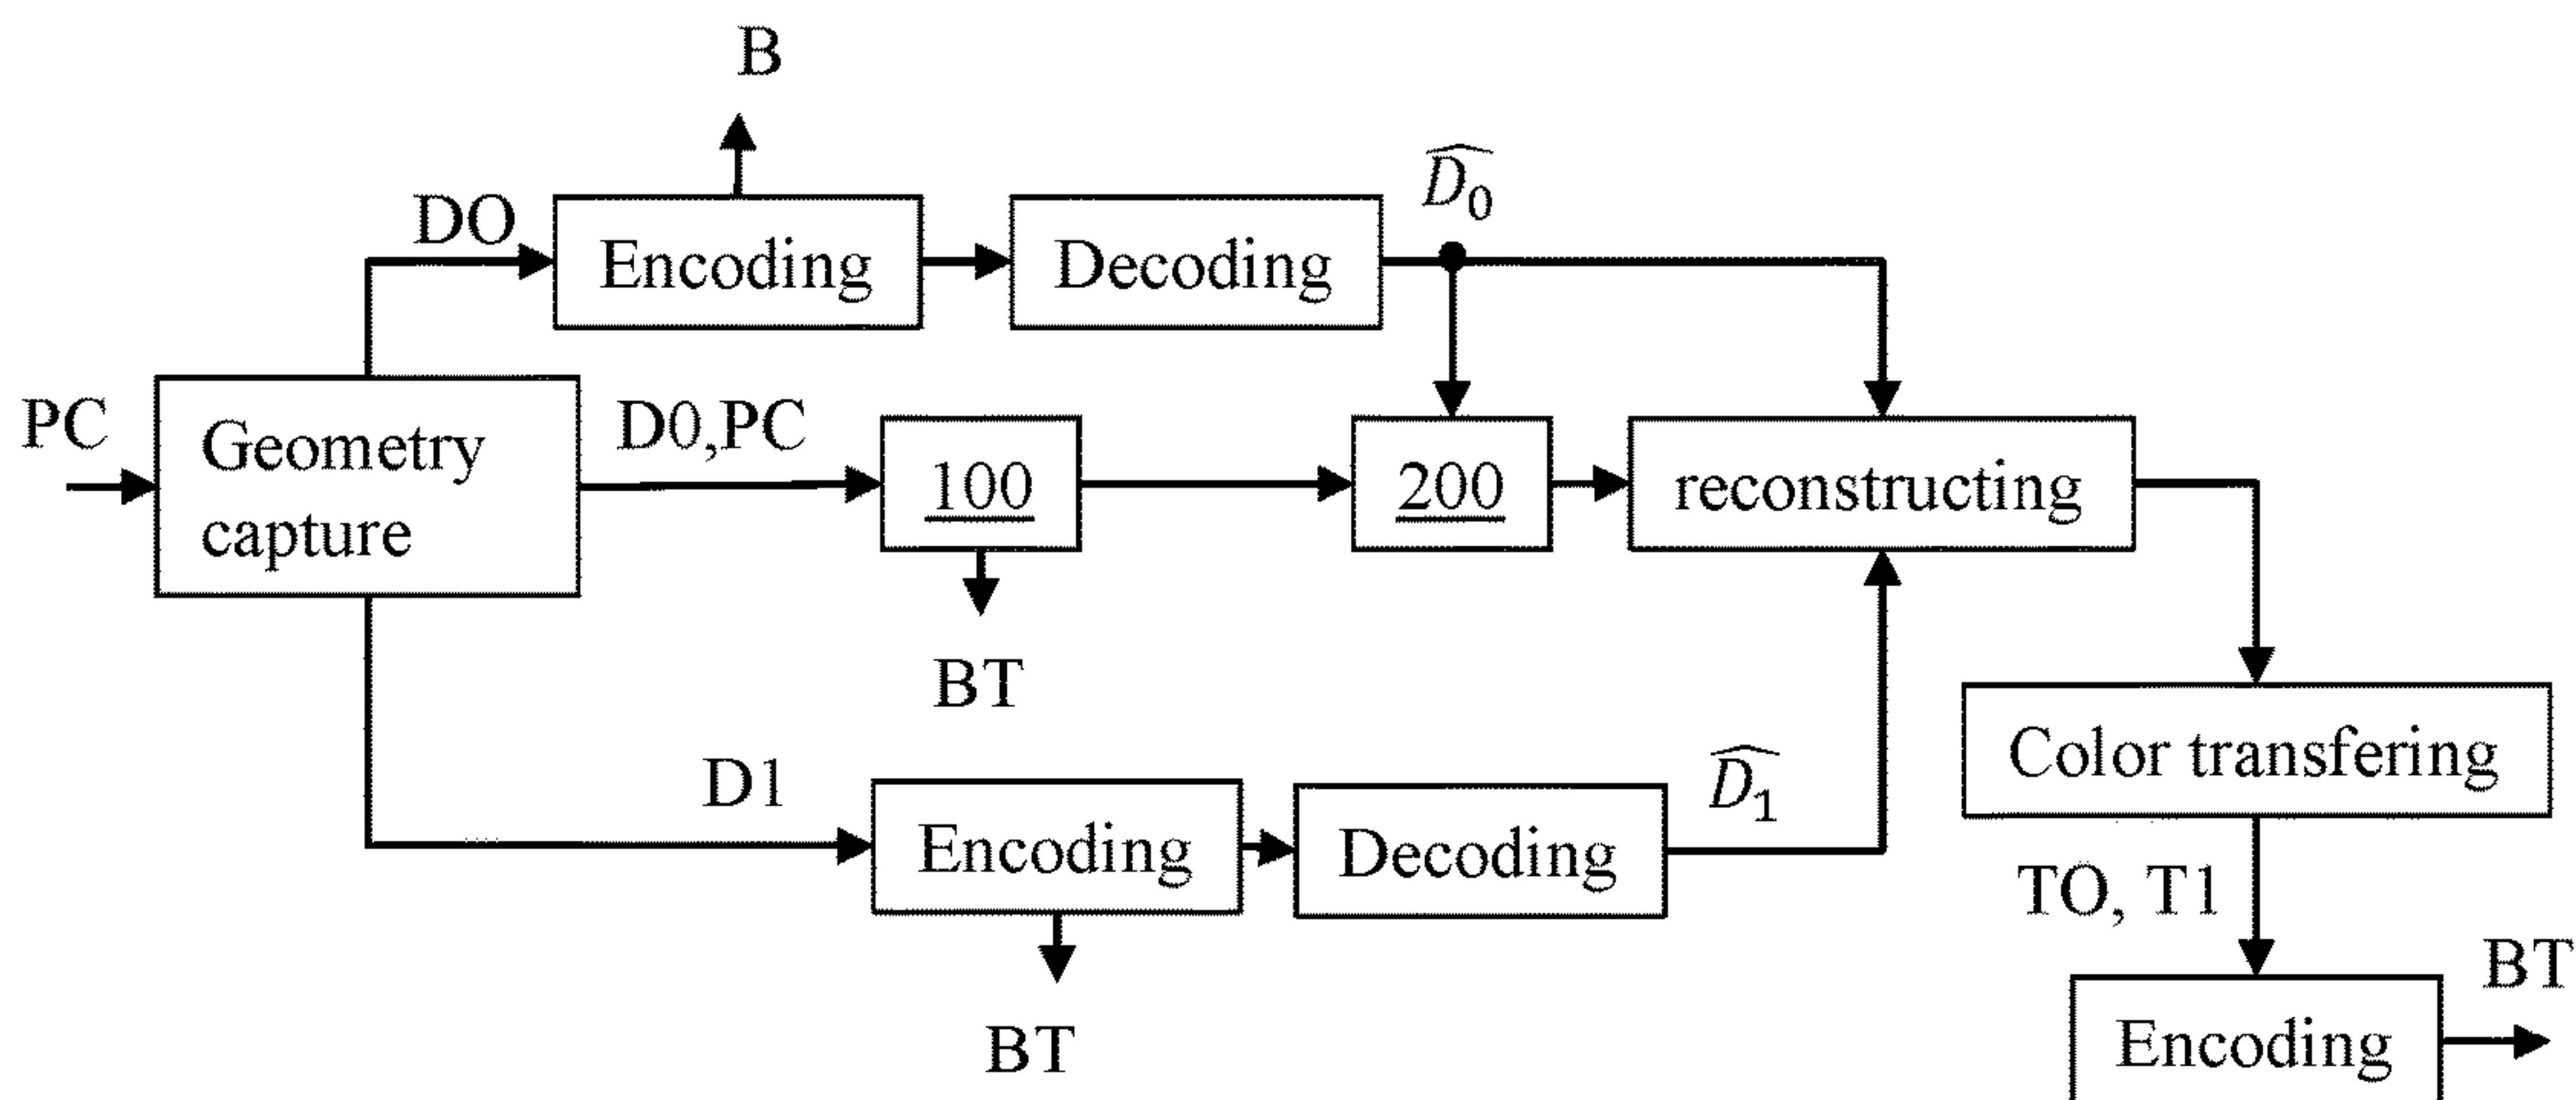 B
DO
Encoding
Decoding
D̂₀
PC
Geometry
capture
D0,PC
100
200
reconstructing
BT
D1
Encoding
Decoding
D̂₁
Color transfering
TO, T1
BT
BT
Encoding